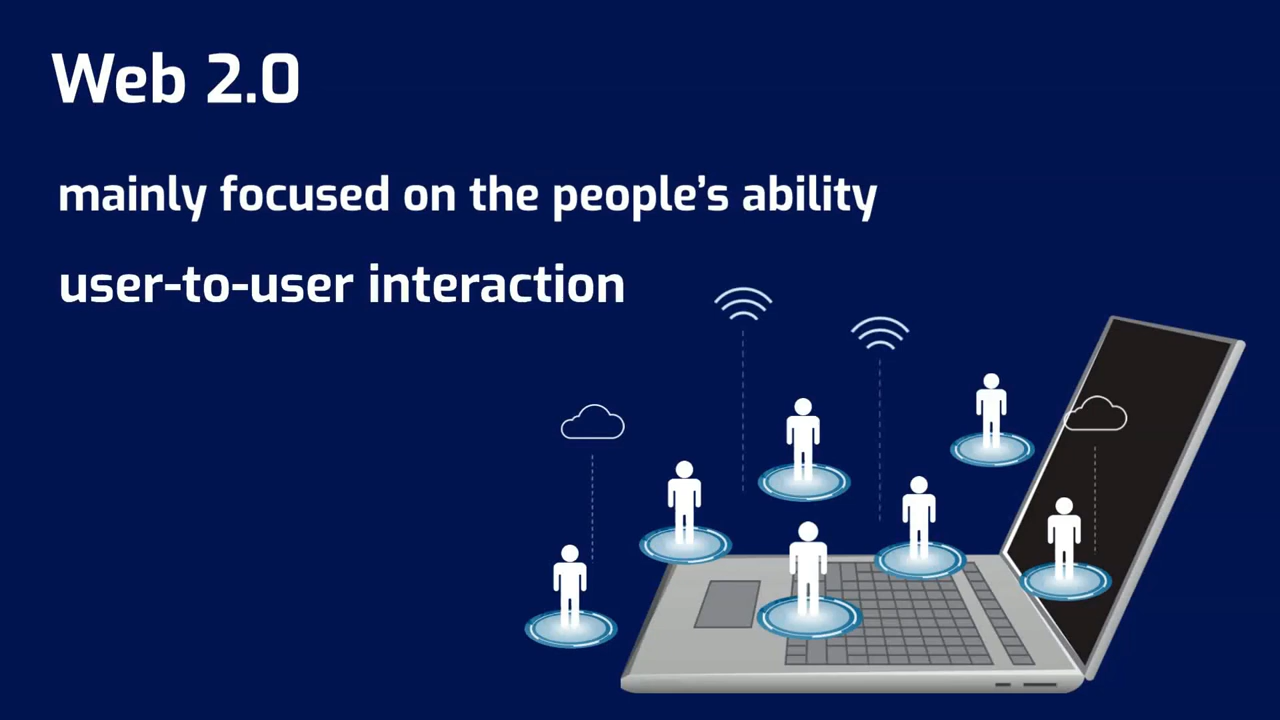 Web 2.0
mainly focused on the people’s ability
user-to-user interaction